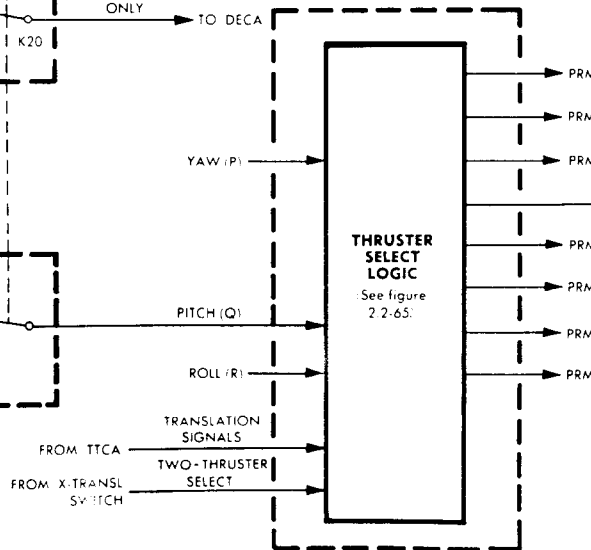 ONLY
TO DECA
K20
PRM
PRM
YAW (P)
PRM
THRUSTER
SELECT
LOGIC
(See figure
2.2-65)
PRM
PRM
PITCH (Q)
PRM
ROLL (R)
PRM
TRANSLATION
SIGNALS
FROM TTCA
TWO-THRUSTER
SELECT
FROM X-TRANSL
SWITCH